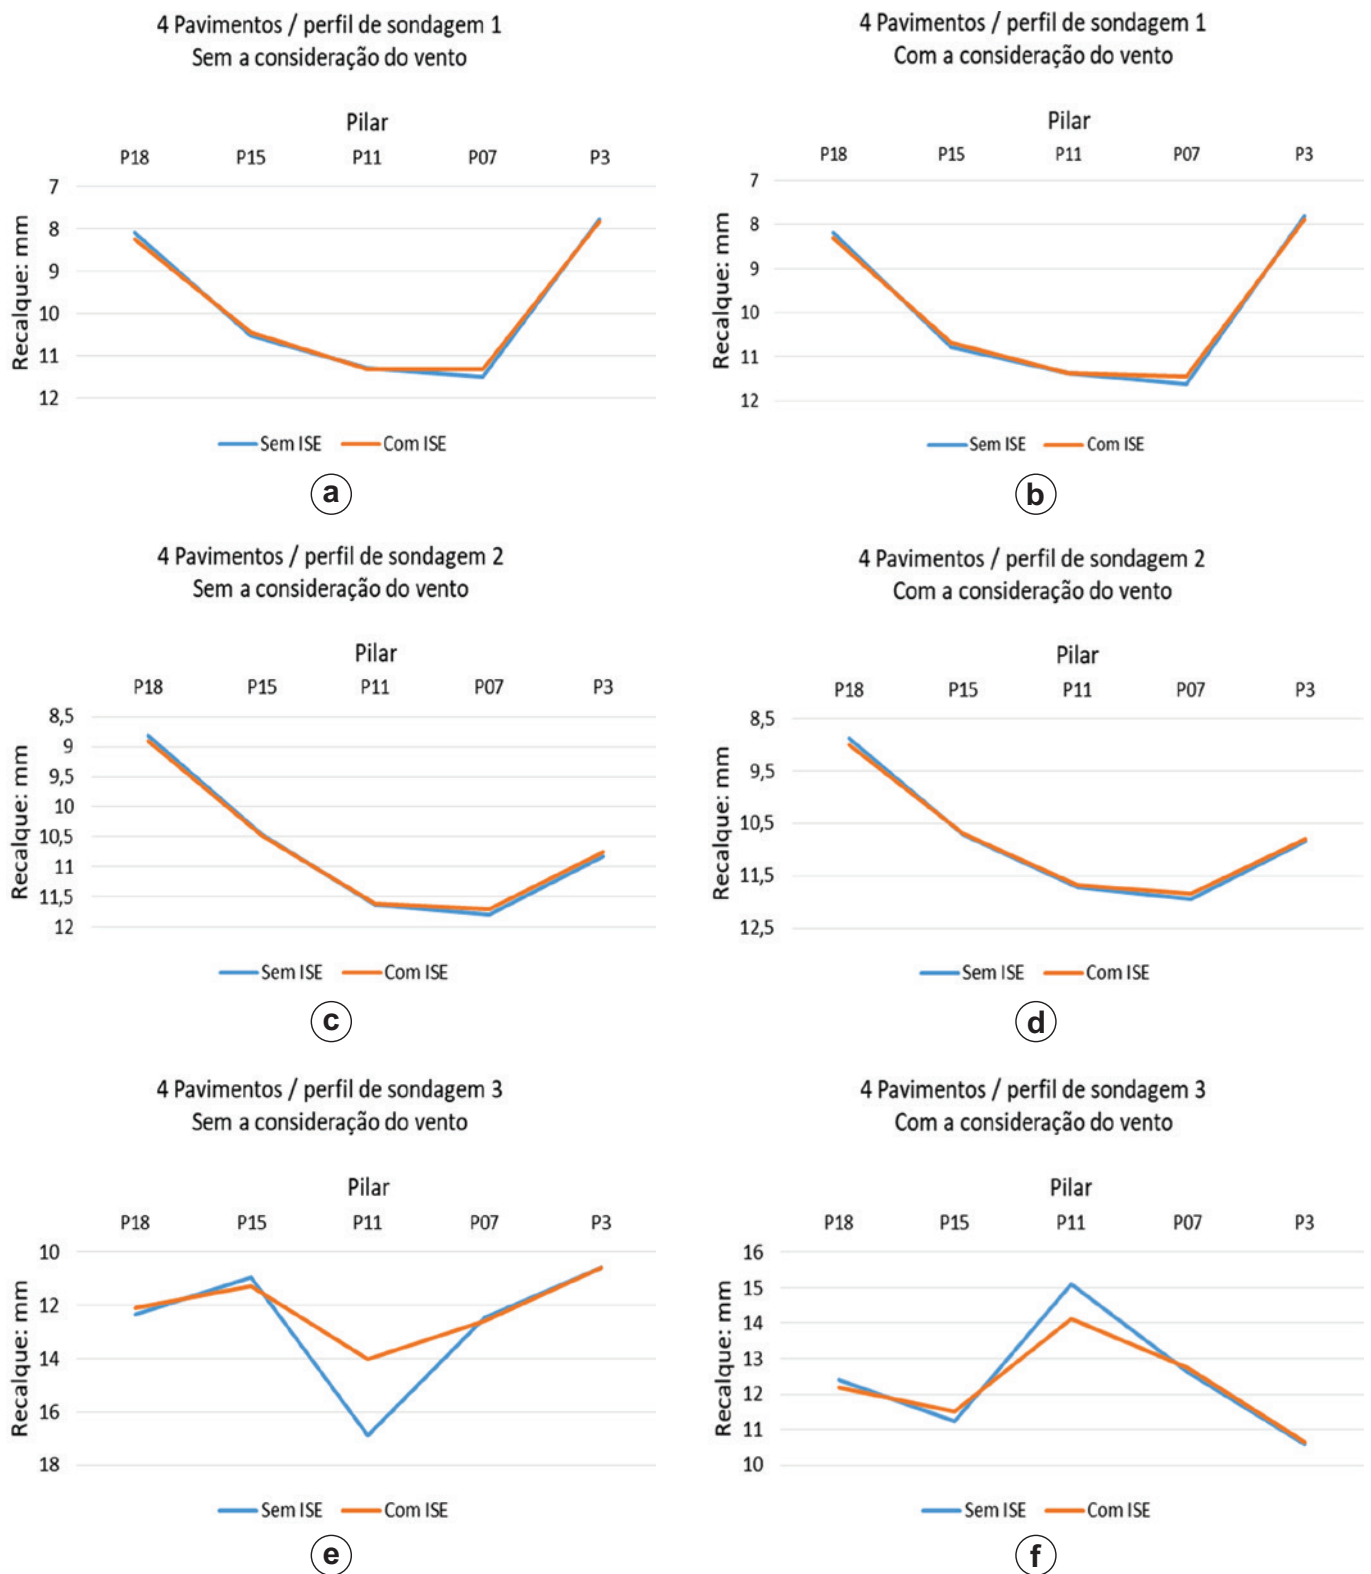 4 Pavimentos / perfil de sondagem 1
Sem a consideração do vento
Pilar
P18 P15 P11 P07 P3
Recalque: mm
7
8
9
10
11
12
Sem ISE Com ISE
a
4 Pavimentos / perfil de sondagem 1
Com a consideração do vento
Pilar
P18 P15 P11 P07 P3
Recalque: mm
7
8
9
10
11
12
Sem ISE Com ISE
b
4 Pavimentos / perfil de sondagem 2
Sem a consideração do vento
Pilar
P18 P15 P11 P07 P3
Recalque: mm
8,5
9
9,5
10
10,5
11
11,5
12
Sem ISE Com ISE
c
4 Pavimentos / perfil de sondagem 2
Com a consideração do vento
Pilar
P18 P15 P11 P07 P3
Recalque: mm
8,5
9,5
10,5
11,5
12,5
Sem ISE Com ISE
d
4 Pavimentos / perfil de sondagem 3
Sem a consideração do vento
Pilar
P18 P15 P11 P07 P3
Recalque: mm
10
12
14
16
18
Sem ISE Com ISE
e
4 Pavimentos / perfil de sondagem 3
Com a consideração do vento
Pilar
P18 P15 P11 P07 P3
Recalque: mm
16
15
14
13
12
11
10
Sem ISE Com ISE
f